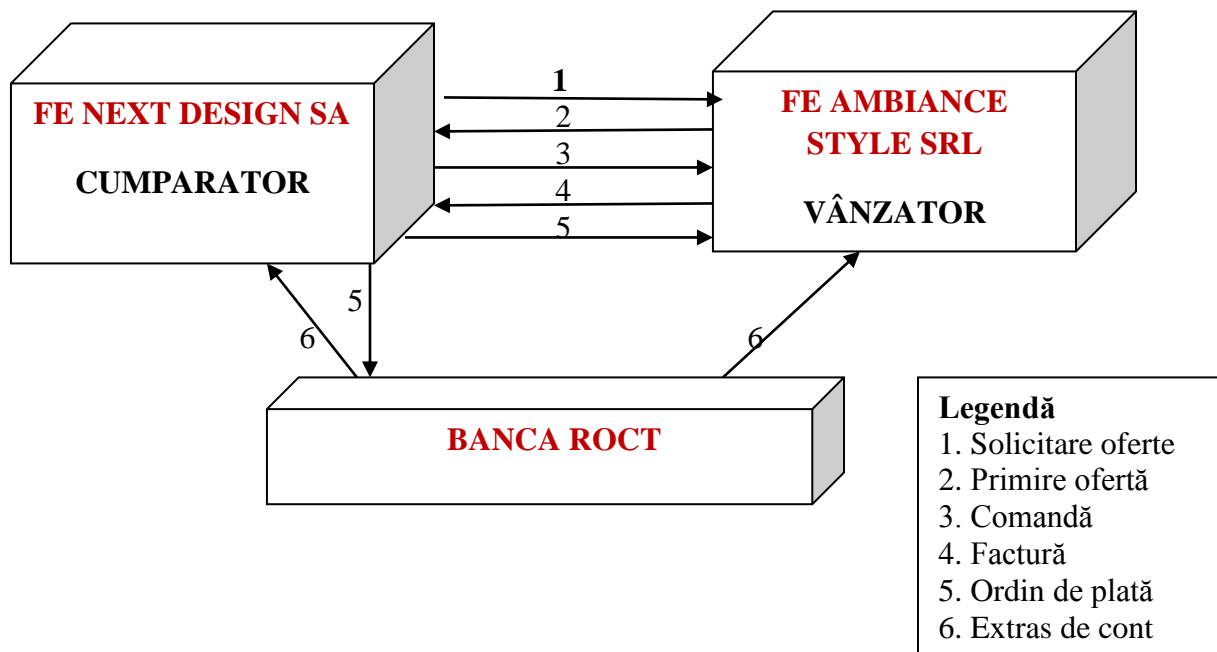 FE NEXT DESIGN SA
CUMPARATOR
1
2
3
4
5
FE AMBIANCE
STYLE SRL
VÂNZATOR
5
6
6
BANCA ROCT
Legendă
1. Solicitare oferte
2. Primire ofertă
3. Comandă
4. Factură
5. Ordin de plată
6. Extras de cont